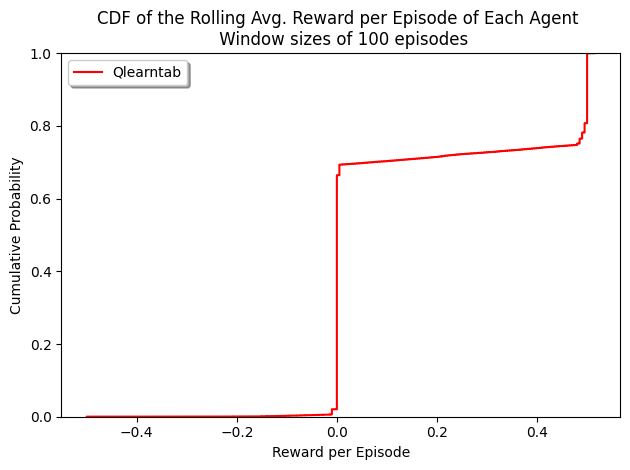 CDF of the Rolling Avg. Reward per Episode of Each Agent
Window sizes of 100 episodes
Qlearntab
Cumulative Probability
1.0
0.8
0.6
0.4
0.2
0.0
−0.4
−0.2
0.0
0.2
0.4
Reward per Episode